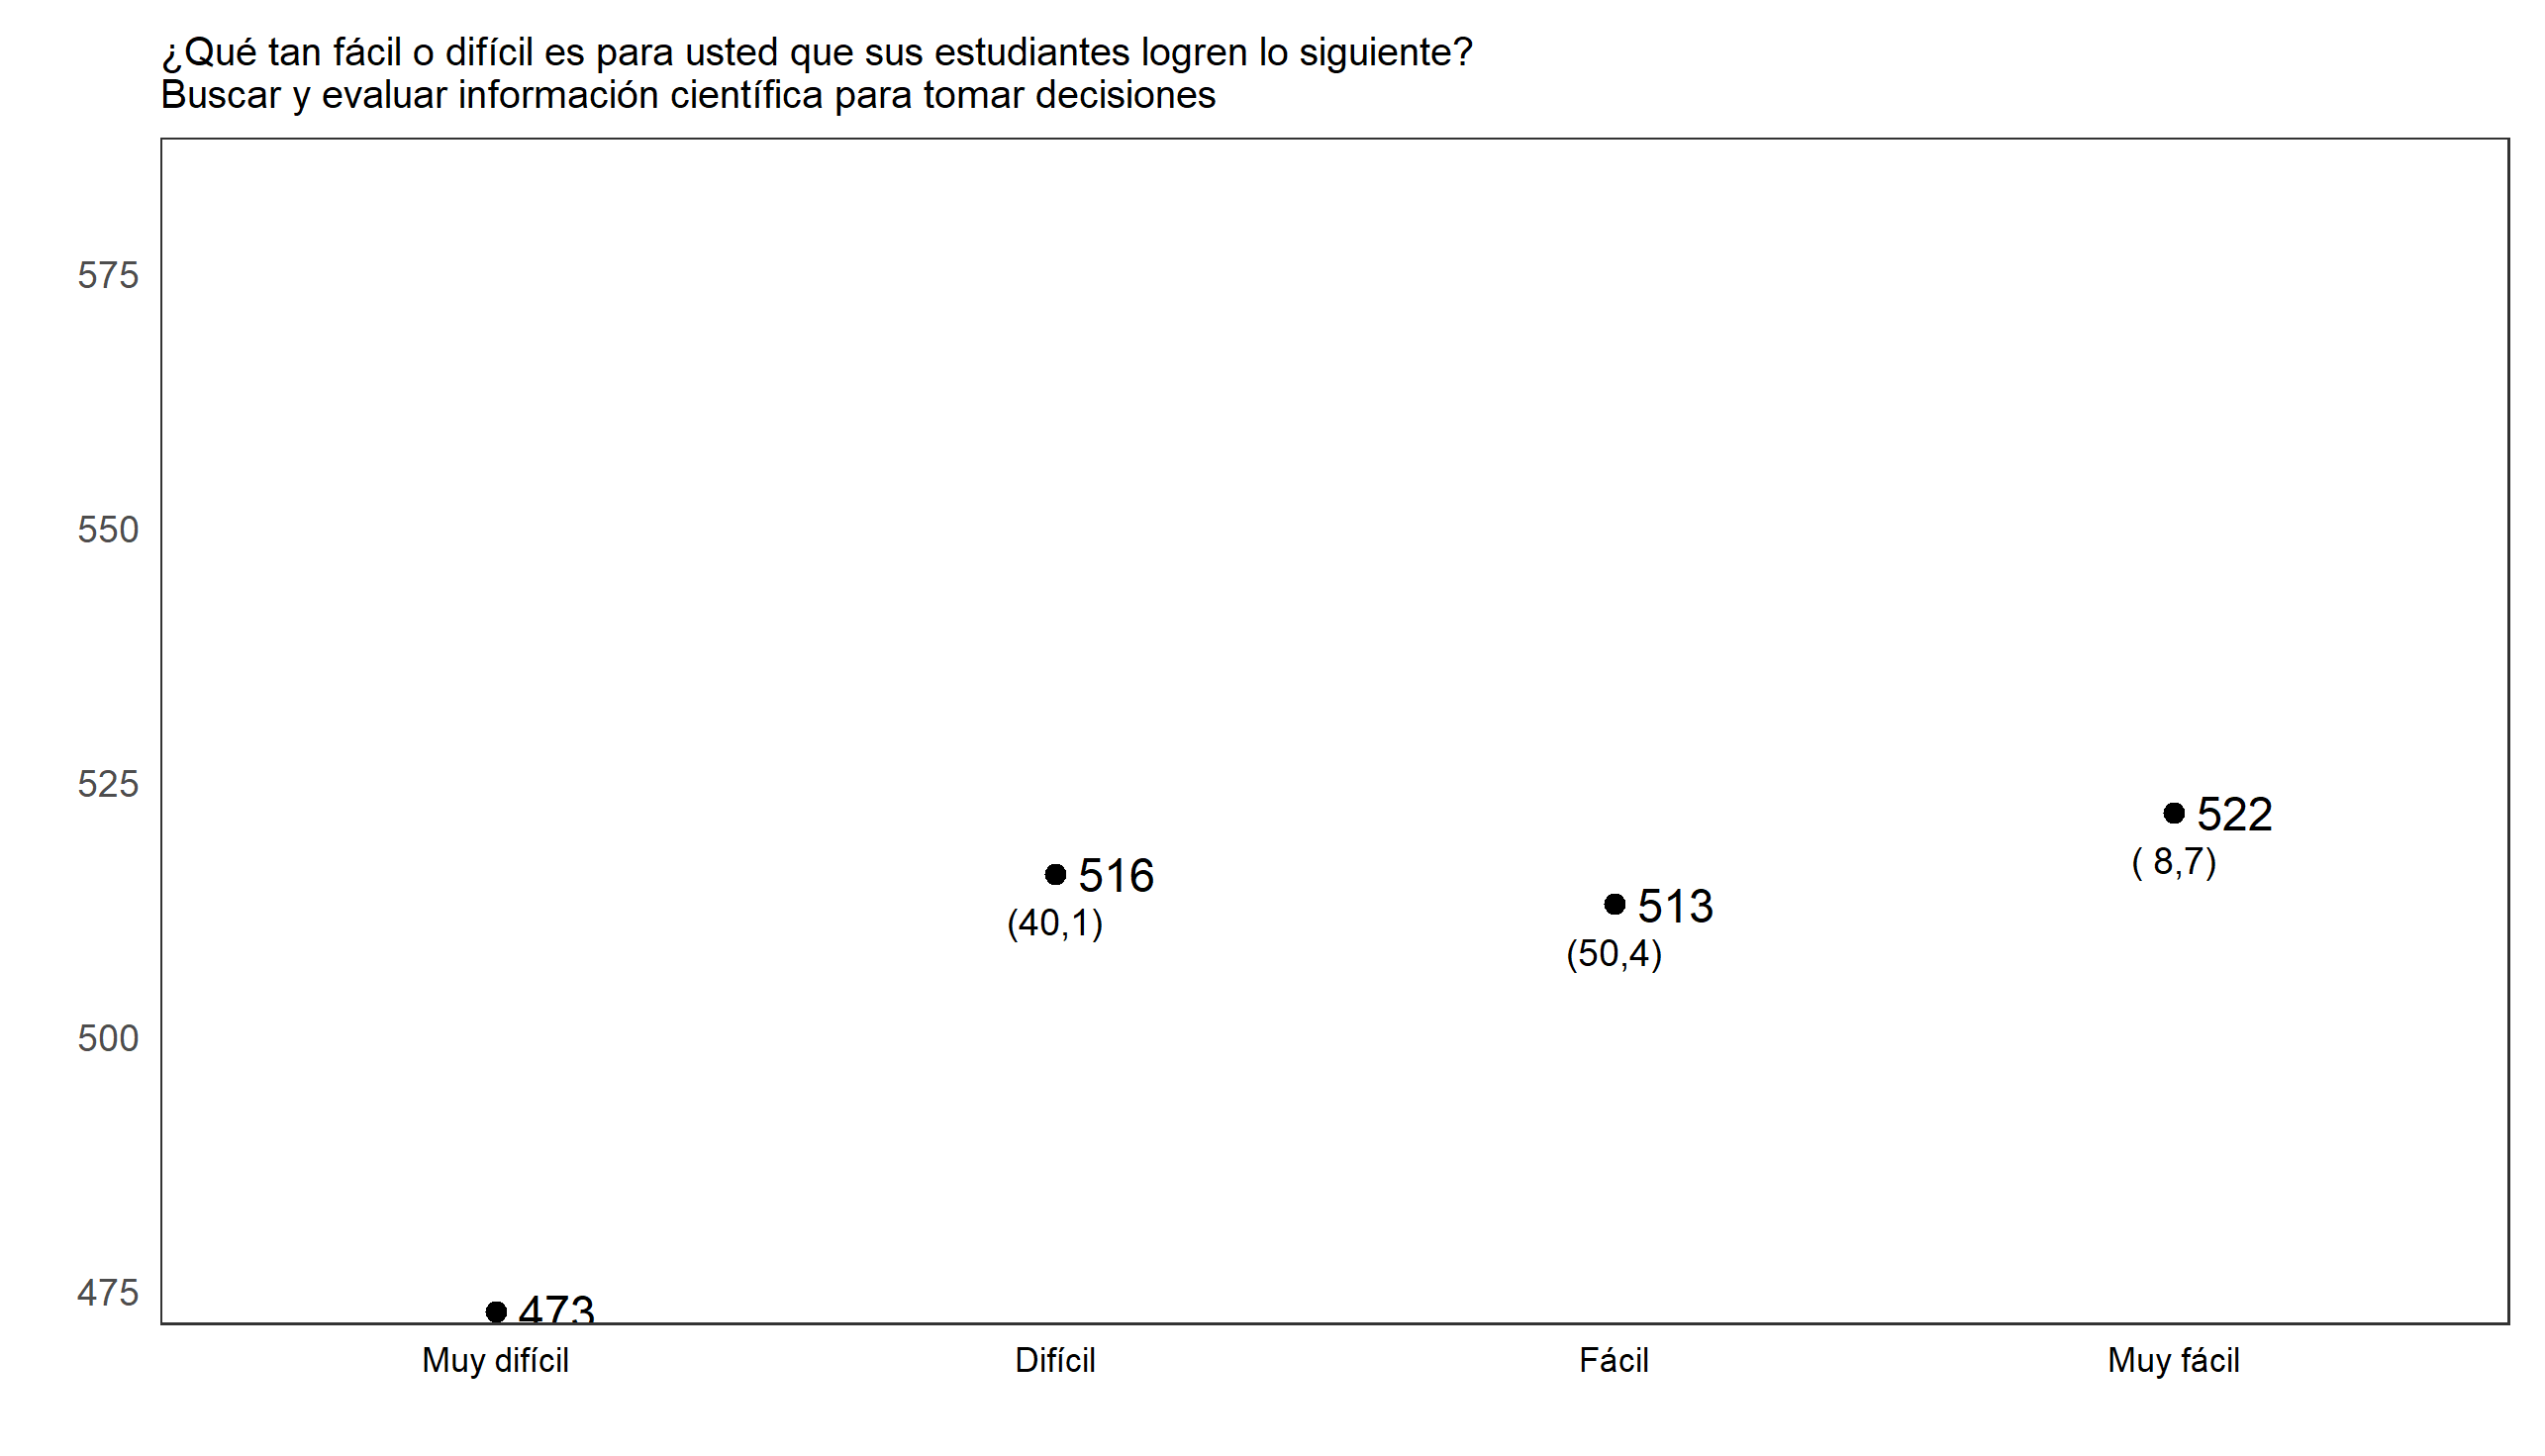 ¿Qué tan fácil o difícil es para usted que sus estudiantes logren lo siguiente?
Buscar y evaluar información científica para tomar decisiones
575
550
525
522
( 8,7)
516
(40,1)
513
(50,4)
500
475
473
Muy difícil
Difícil
Fácil
Muy fácil